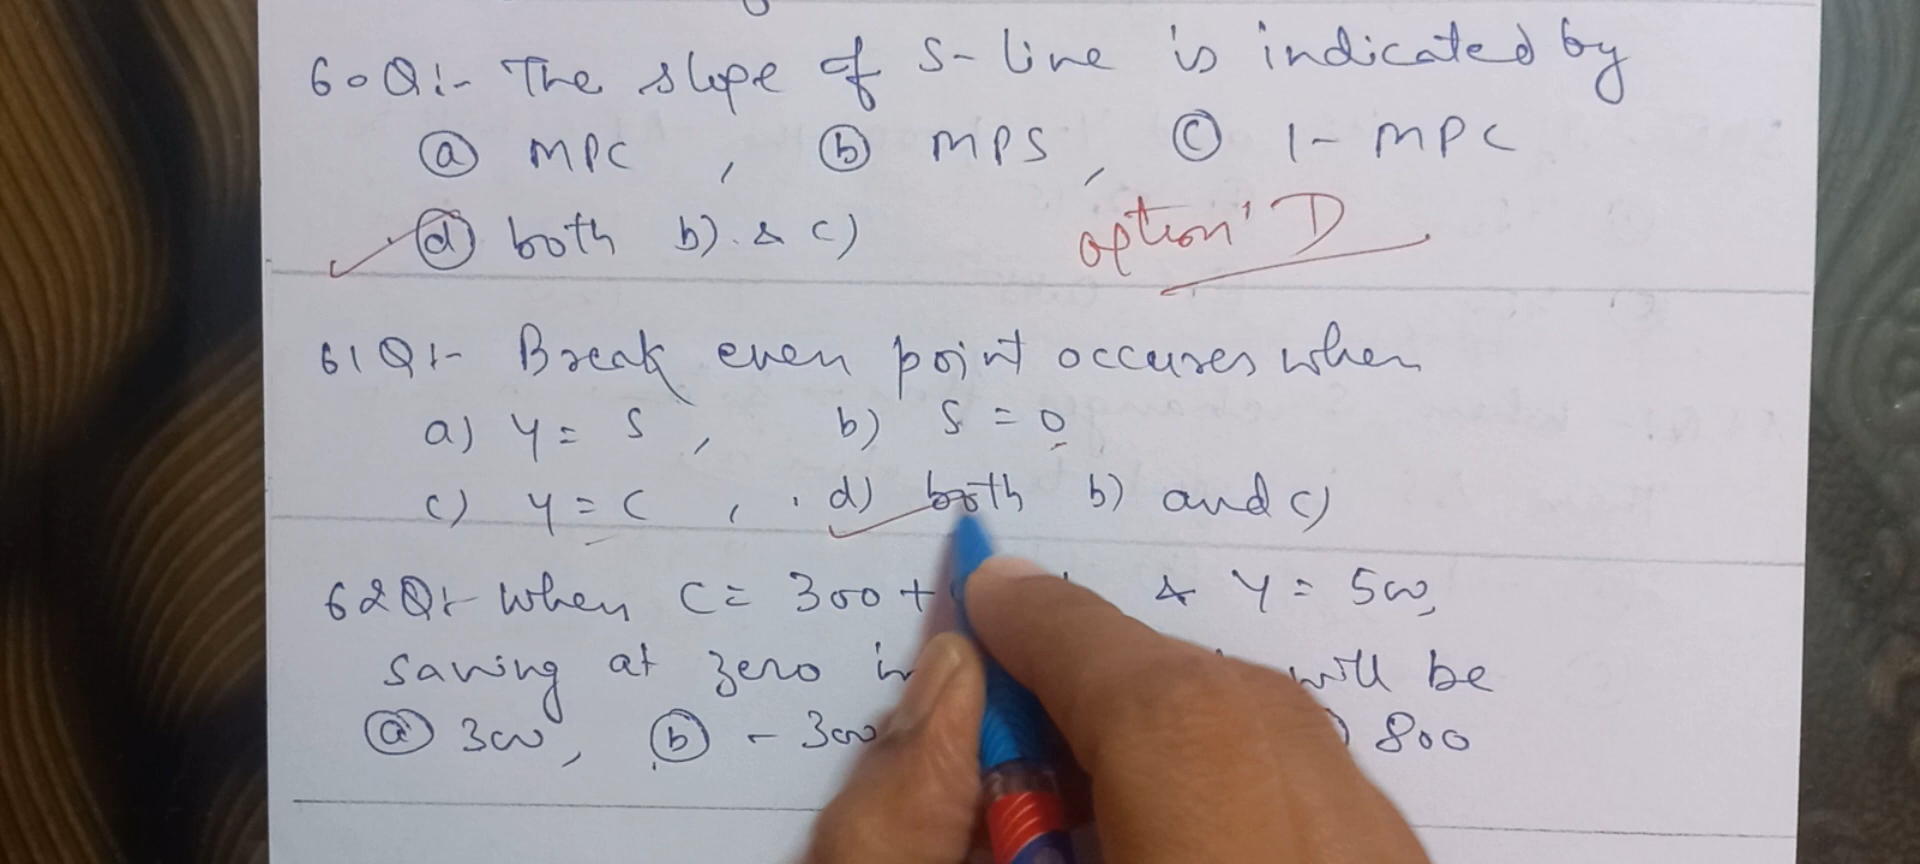 60Q:- The slope of S-line is indicated by
(a) MPC , (b) MPS , (c) 1-MPC
(d) both b) & c) option 'D
61Q:- Break even point occures when
a) Y = S , b) S = 0
c) Y = C , d) both b) and c)
62Q:- When C = 300 + & Y = 500,
saving at zero will be
(a) 300, (b) - 300 800